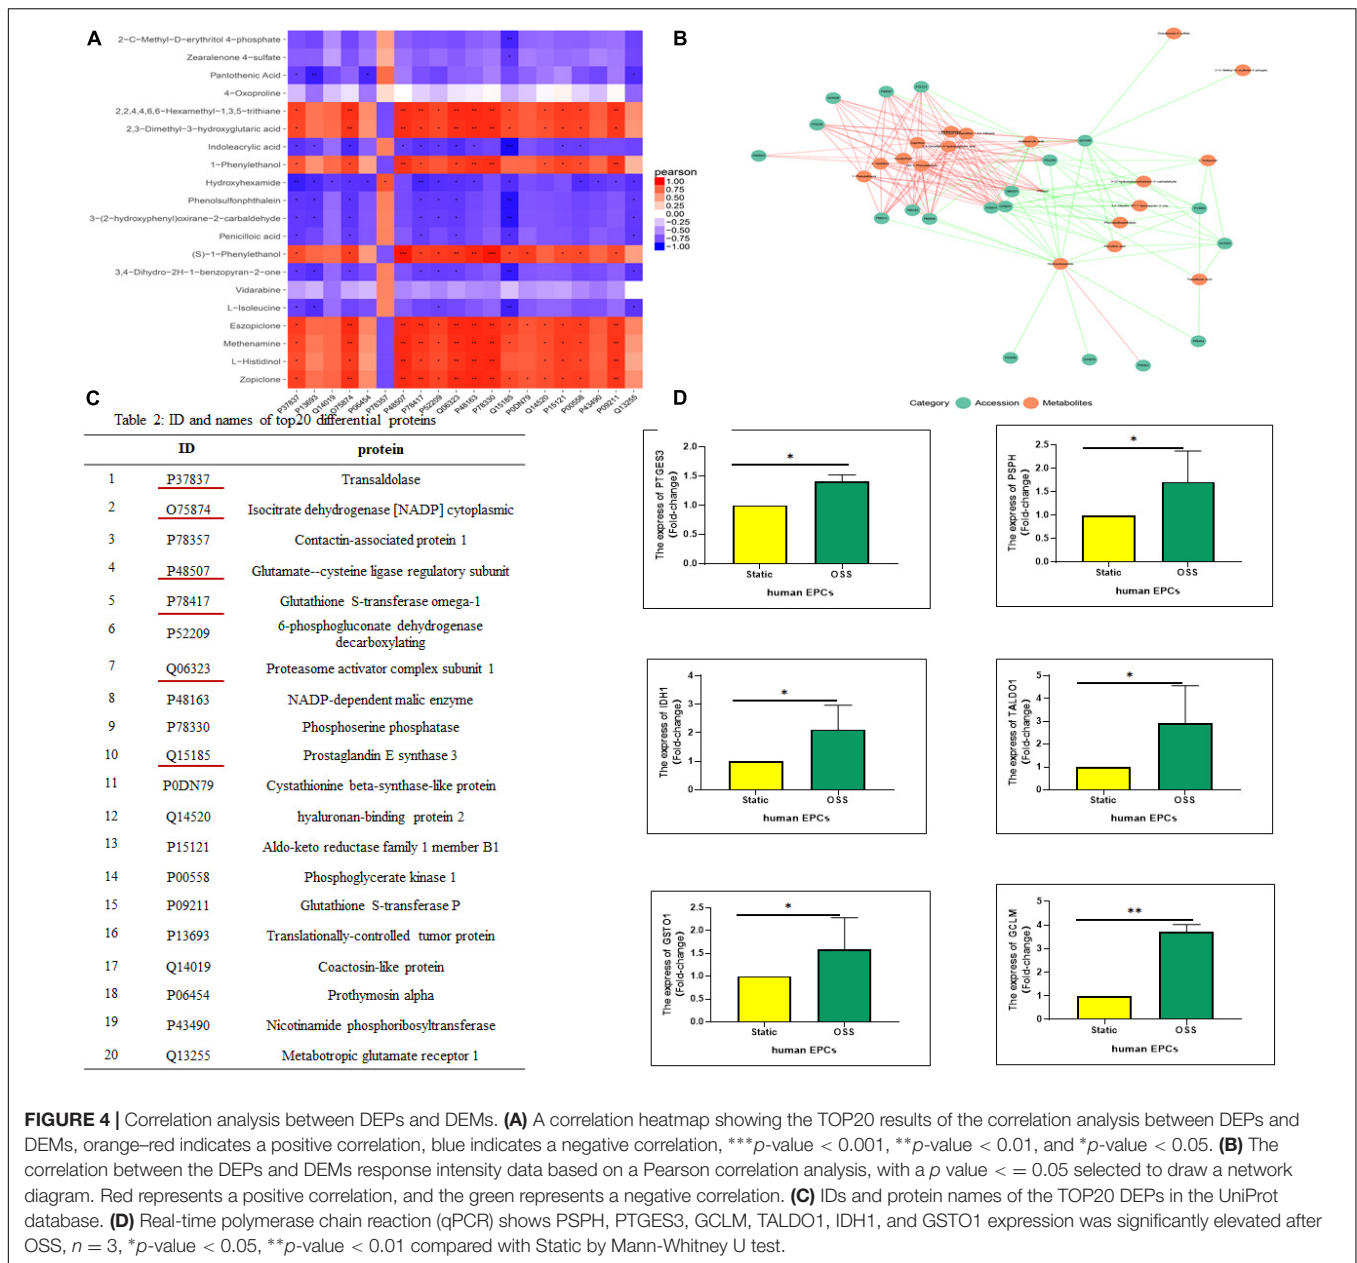 A
2-C-Methyl-D-erythritol 4-phosphate
Zearalenone 4-sulfate
Pantothenic Acid
4-Oxoproline
2,2,4,4,6,6-Hexamethyl-1,3,5-trithiane
2,3-Dimethyl-3-hydroxyglutaric acid
Indoleacrylic acid
1-Phenylethanol
Hydroxyhexamide
Phenolsulfonphthalein
3-(2-hydroxyphenyl)oxirane-2-carbaldehyde
Penicilloic acid
(S)-1-Phenylethanol
3,4-Dihydro-2H-1-benzopyran-2-one
Vidarabine
L-Isoleucine
Eszopiclone
Methenamine
L-Histidinol
Zopiclone
P37837 P13693 Q14019 O75874 P06454 P78357 P48507 P78417 P52209 Q06323 P48163 P78330 Q15185 P0DN79 Q14520 P15121 P00558 P43490 P09211 Q13255
pearson
1.00
0.75
0.50
0.25
0.00
−0.25
−0.50
−0.75
−1.00
B
Category Accession Metabolites
C
Table 2: ID and names of top20 differential proteins
ID protein
1 P37837 Transaldolase
2 O75874 Isocitrate dehydrogenase [NADP] cytoplasmic
3 P78357 Contactin-associated protein 1
4 P48507 Glutamate--cysteine ligase regulatory subunit
5 P78417 Glutathione S-transferase omega-1
6 P52209 6-phosphogluconate dehydrogenase
decarboxylating
7 Q06323 Proteasome activator complex subunit 1
8 P48163 NADP-dependent malic enzyme
9 P78330 Phosphoserine phosphatase
10 Q15185 Prostaglandin E synthase 3
11 P0DN79 Cystathionine beta-synthase-like protein
12 Q14520 hyaluronan-binding protein 2
13 P15121 Aldo-keto reductase family 1 member B1
14 P00558 Phosphoglycerate kinase 1
15 P09211 Glutathione S-transferase P
16 P13693 Translationally-controlled tumor protein
17 Q14019 Coactosin-like protein
18 P06454 Prothymosin alpha
19 P43490 Nicotinamide phosphoribosyltransferase
20 Q13255 Metabotropic glutamate receptor 1
D
The express of PTGES3
(Fold-change)
2.0
1.5
1.0
0.5
0.0
*
Static OSS
human EPCs
The express of PSPH
(Fold-change)
2.5
2.0
1.5
1.0
0.5
0.0
*
Static OSS
human EPCs
The express of IDH1
(Fold-change)
4
3
2
1
0
*
Static OSS
human EPCs
The express of TALDO1
(Fold-change)
5
4
3
2
1
0
*
Static OSS
human EPCs
The express of GSTO1
(Fold-change)
2.5
2.0
1.5
1.0
0.5
0.0
*
Static OSS
human EPCs
The express of GCLM
(Fold-change)
5
4
3
2
1
0
**
Static OSS
human EPCs
FIGURE 4 | Correlation analysis between DEPs and DEMs. (A) A correlation heatmap showing the TOP20 results of the correlation analysis between DEPs and
DEMs, orange–red indicates a positive correlation, blue indicates a negative correlation, ***p-value < 0.001, **p-value < 0.01, and *p-value < 0.05. (B) The
correlation between the DEPs and DEMs response intensity data based on a Pearson correlation analysis, with a p value < = 0.05 selected to draw a network
diagram. Red represents a positive correlation, and the green represents a negative correlation. (C) IDs and protein names of the TOP20 DEPs in the UniProt
database. (D) Real-time polymerase chain reaction (qPCR) shows PSPH, PTGES3, GCLM, TALDO1, IDH1, and GSTO1 expression was significantly elevated after
OSS, n = 3, *p-value < 0.05, **p-value < 0.01 compared with Static by Mann-Whitney U test.